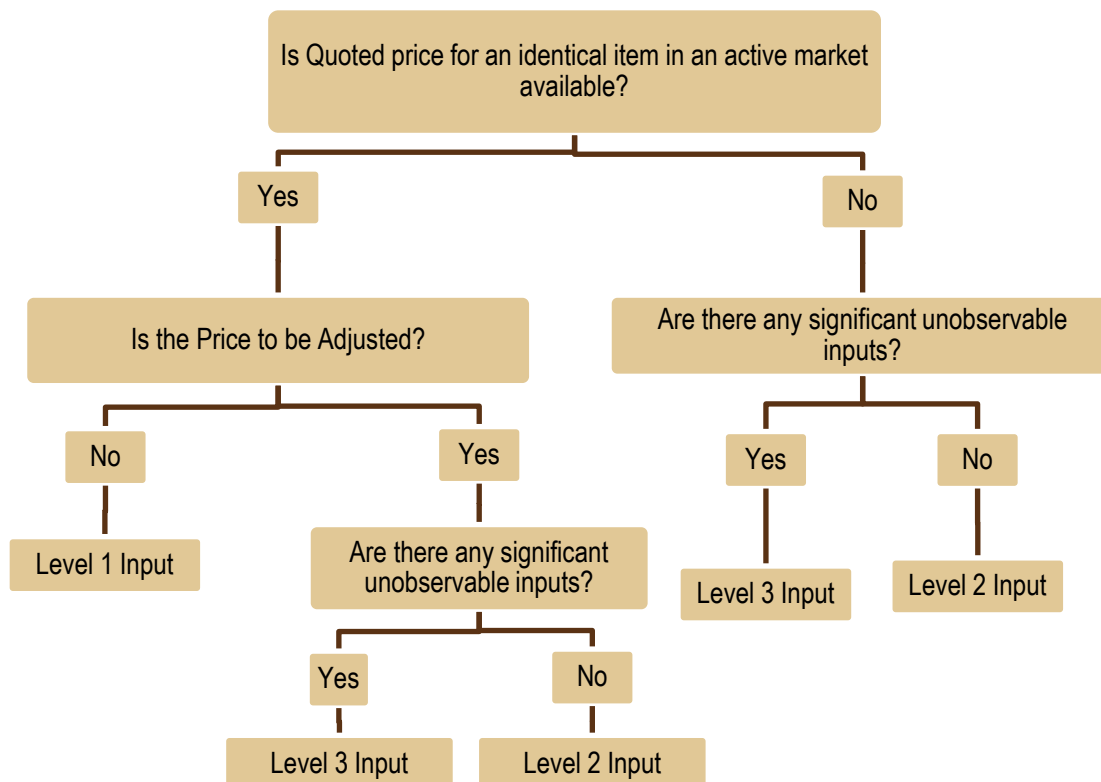 Is Quoted price for an identical item in an active market
available?
Yes
No
Is the Price to be Adjusted?
Are there any significant unobservable
inputs?
No
Yes
Yes
No
Level 1 Input
Are there any significant
unobservable inputs?
Level 3 Input
Level 2 Input
Yes
No
Level 3 Input
Level 2 Input